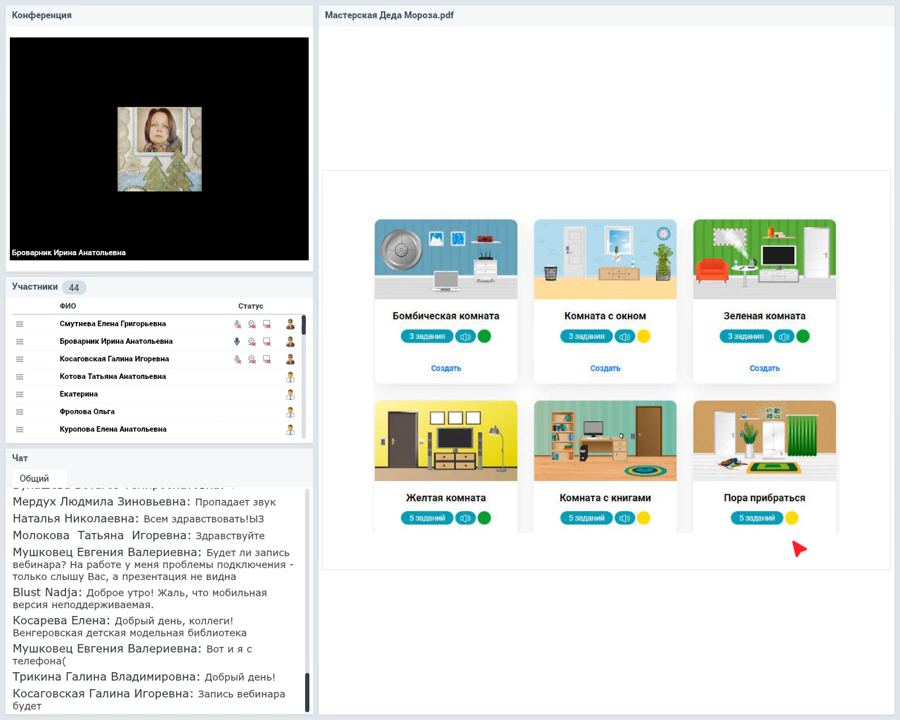 Конференция
Броварник Ирина Анатольевна
Участники 44
ФИО Статус
Смутнева Елена Григорьевна
Броварник Ирина Анатольевна
Косаговская Галина Игоревна
Котова Татьяна Анатольевна
Екатерина
Фролова Ольга
Куропова Елена Анатольевна
Чат
Общий
Мердух Людмила Зиновьевна: Пропадает звук
Наталья Николаевна: Всем здравствовать!ЫЗ
Молокова Татьяна Игоревна: Здравствуйте
Мушковец Евгения Валериевна: Будет ли запись
вебинара? На работе у меня проблемы подключения -
только слышу Вас, а презентация не видна
Blust Nadja: Доброе утро! Жаль, что мобильная
версия неподдерживаемая.
Косарева Елена: Добрый день, коллеги!
Венгеровская детская модельная библиотека
Мушковец Евгения Валериевна: Вот и я с
телефона(
Трикина Галина Владимировна: Добрый день!
Косаговская Галина Игоревна: Запись вебинара
будет
Мастерская Деда Мороза.pdf
Бомбическая комната Комната с окном Зеленая комната
3 задания 3 задания 3 задания
Создать Создать Создать
Желтая комната Комната с книгами Пора прибраться
5 заданий 5 заданий 5 заданий